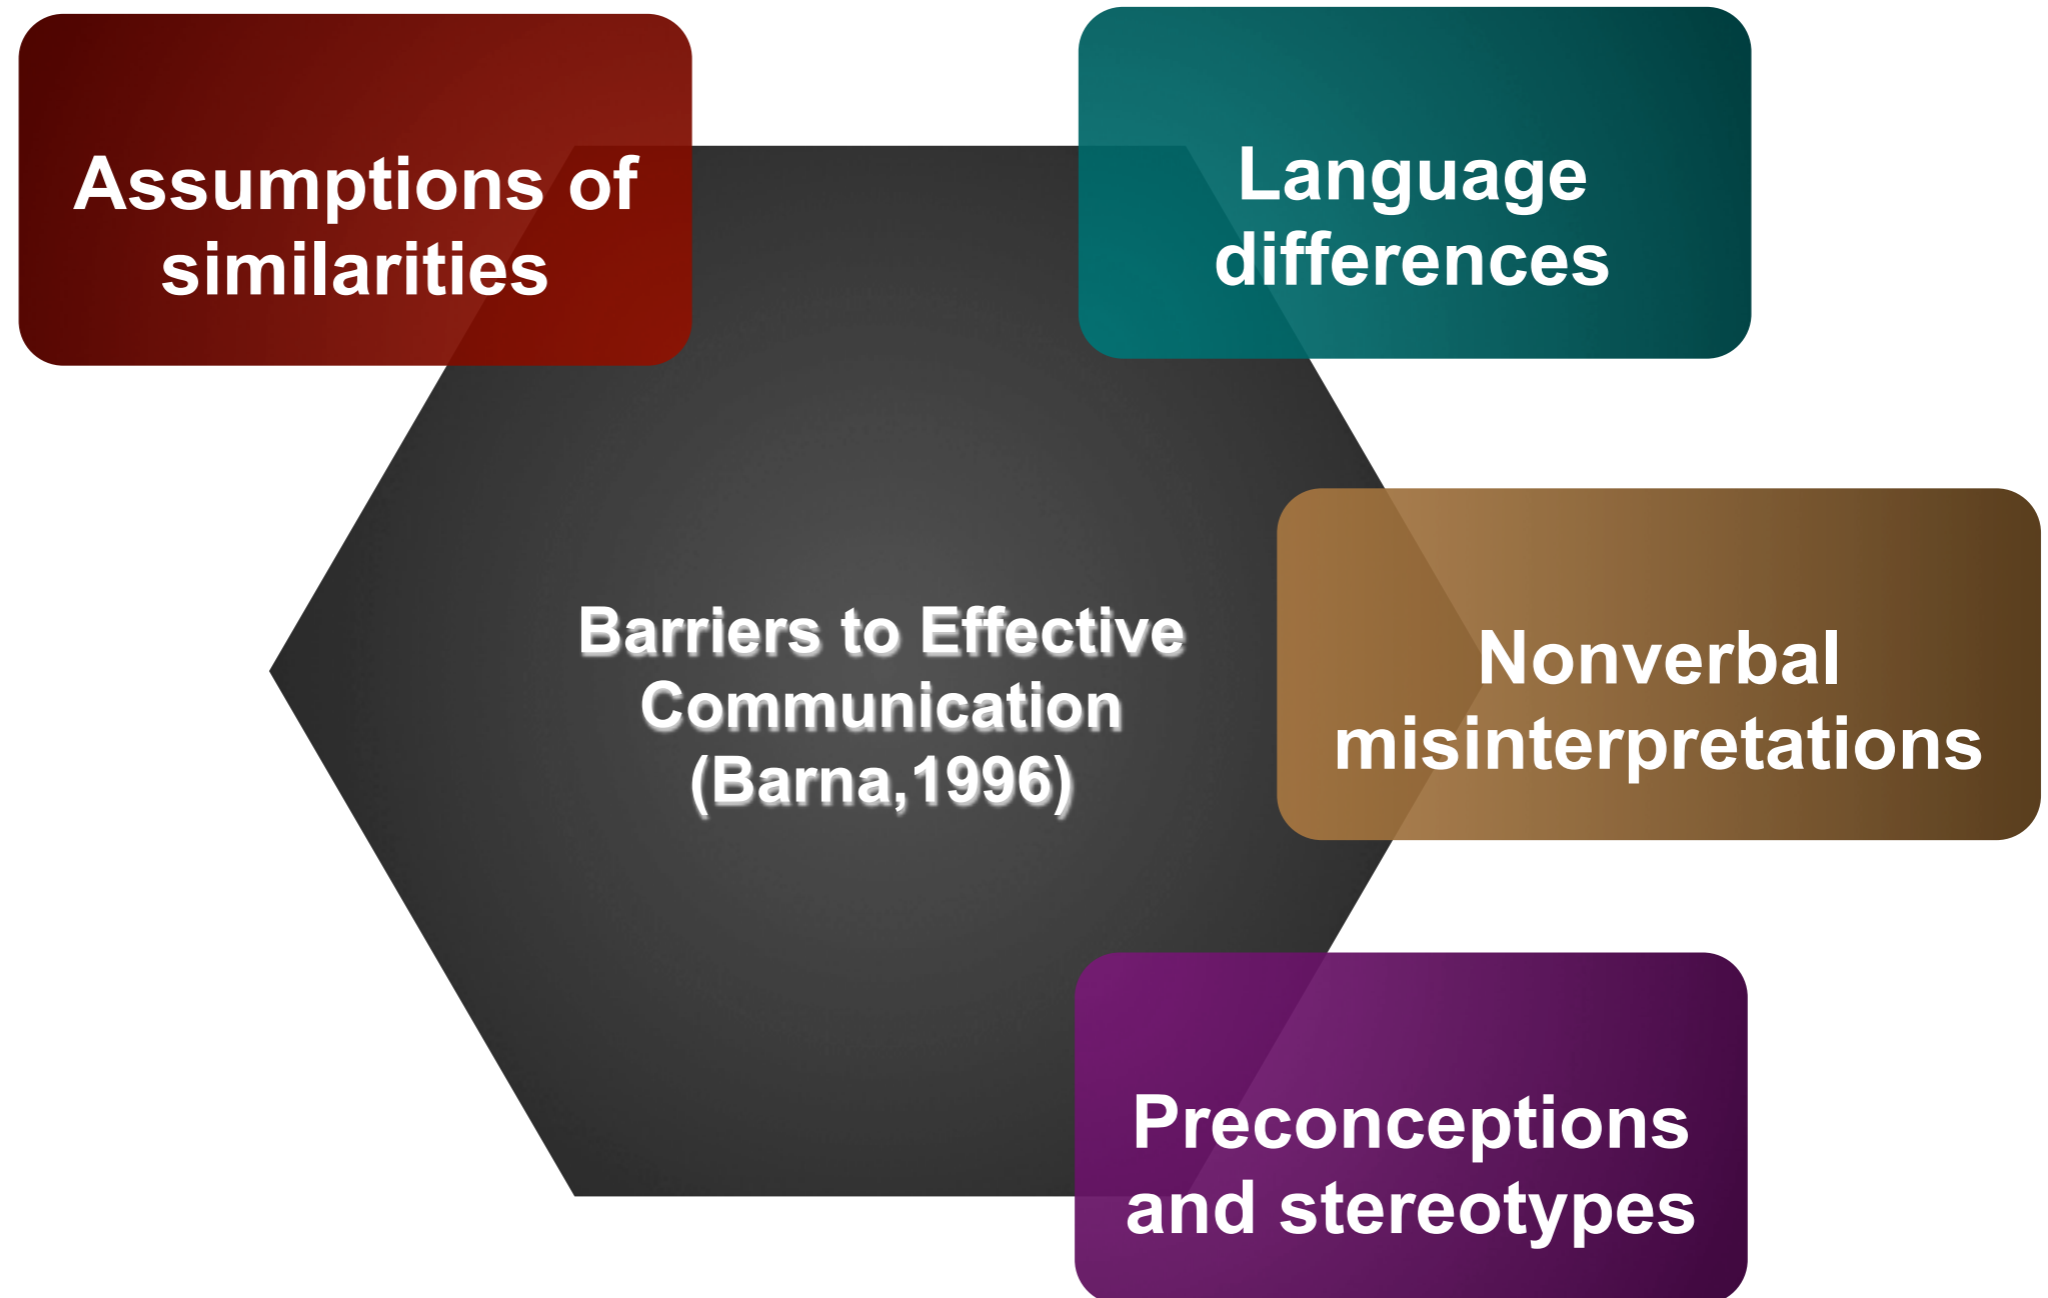 Assumptions of
similarities
Language
differences
Barriers to Effective
Communication
(Barna,1996)
Nonverbal
misinterpretations
Preconceptions
and stereotypes